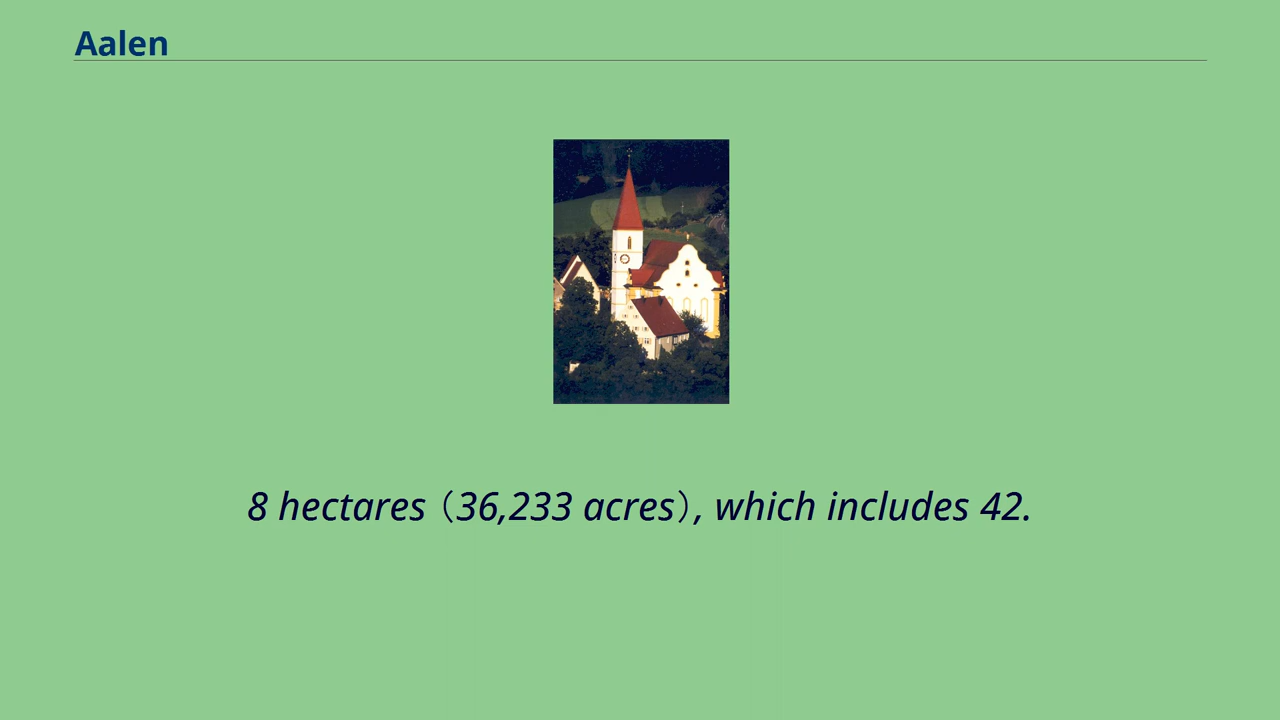 Aalen
8 hectares (36,233 acres), which includes 42.